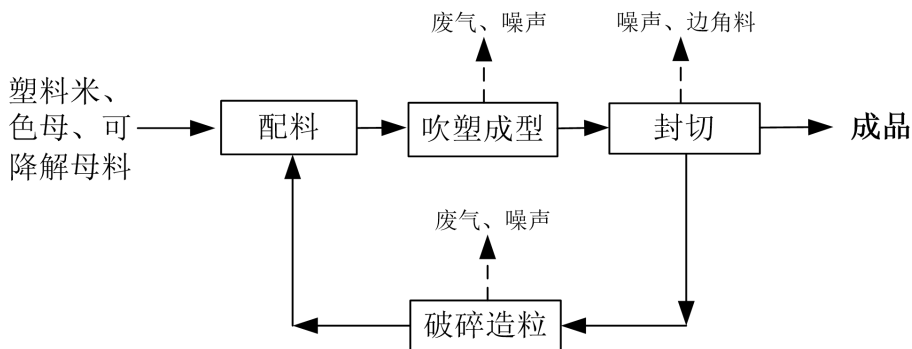 废气、噪声
噪声、边角料
塑料米、
色母、可
降解母料
配料
吹塑成型
封切
成品
废气、噪声
破碎造粒